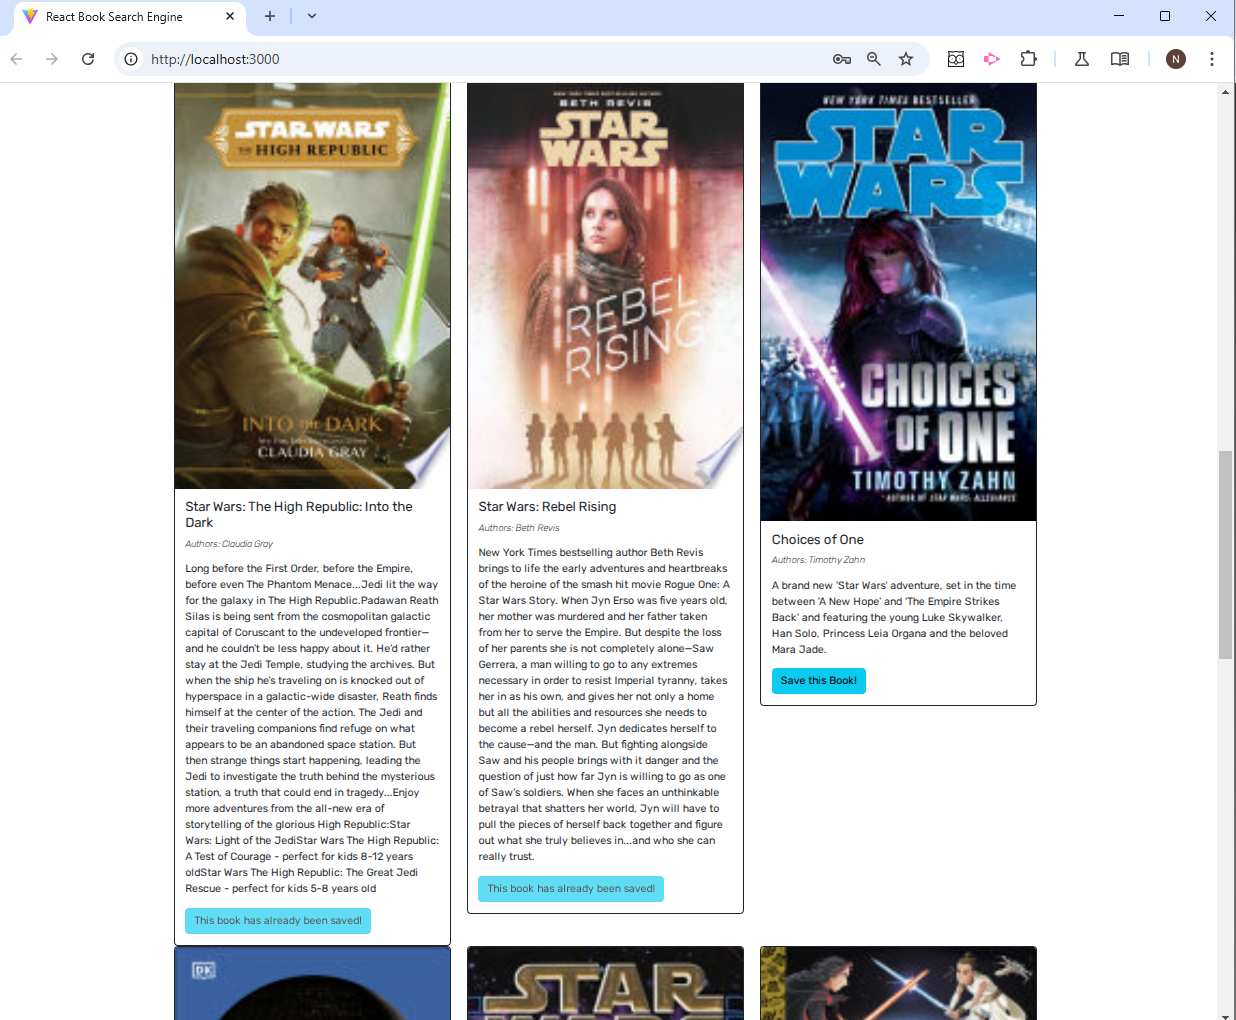 React Book Search Engine
http://localhost:3000
N
STAR WARS
THE HIGH REPUBLIC
INTO THE DARK
CLAUDIA GRAY
Star Wars: The High Republic: Into the
Dark
Authors: Claudia Gray
Long before the First Order, before the Empire,
before even The Phantom Menace...Jedi lit the way
for the galaxy in The High Republic.Padawan Reath
Silas is being sent from the cosmopolitan galactic
capital of Coruscant to the undeveloped frontier—
and he couldn't be less happy about it. He'd rather
stay at the Jedi Temple, studying the archives. But
when the ship he's traveling on is knocked out of
hyperspace in a galactic-wide disaster, Reath finds
himself at the center of the action. The Jedi and
their traveling companions find refuge on what
appears to be an abandoned space station. But
then strange things start happening, leading the
Jedi to investigate the truth behind the mysterious
station, a truth that could end in tragedy...Enjoy
more adventures from the all-new era of
storytelling of the glorious High Republic:Star
Wars: Light of the JediStar Wars The High Republic:
A Test of Courage - perfect for kids 8-12 years
oldStar Wars The High Republic: The Great Jedi
Rescue - perfect for kids 5-8 years old
This book has already been saved!
BETH REVIS
STAR
WARS
REBEL
RISING
Star Wars: Rebel Rising
Authors: Beth Revis
New York Times bestselling author Beth Revis
brings to life the early adventures and heartbreaks
of the heroine of the smash hit movie Rogue One: A
Star Wars Story. When Jyn Erso was five years old,
her mother was murdered and her father taken
from her to serve the Empire. But despite the loss
of her parents she is not completely alone—Saw
Gerrera, a man willing to go to any extremes
necessary in order to resist Imperial tyranny, takes
her in as his own, and gives her not only a home
but all the abilities and resources she needs to
become a rebel herself. Jyn dedicates herself to
the cause—and the man. But fighting alongside
Saw and his people brings with it danger and the
question of just how far Jyn is willing to go as one
of Saw's soldiers. When she faces an unthinkable
betrayal that shatters her world, Jyn will have to
pull the pieces of herself back together and figure
out what she truly believes in...and who she can
really trust.
This book has already been saved!
NEW YORK TIMES BESTSELLER
STAR
WARS
CHOICES
OF ONE
TIMOTHY ZAHN
AUTHOR OF STAR WARS: ALLEGIANCE
Choices of One
Authors: Timothy Zahn
A brand new 'Star Wars' adventure, set in the time
between 'A New Hope' and 'The Empire Strikes
Back' and featuring the young Luke Skywalker,
Han Solo, Princess Leia Organa and the beloved
Mara Jade.
Save this Book!
DK
STAR
WARS